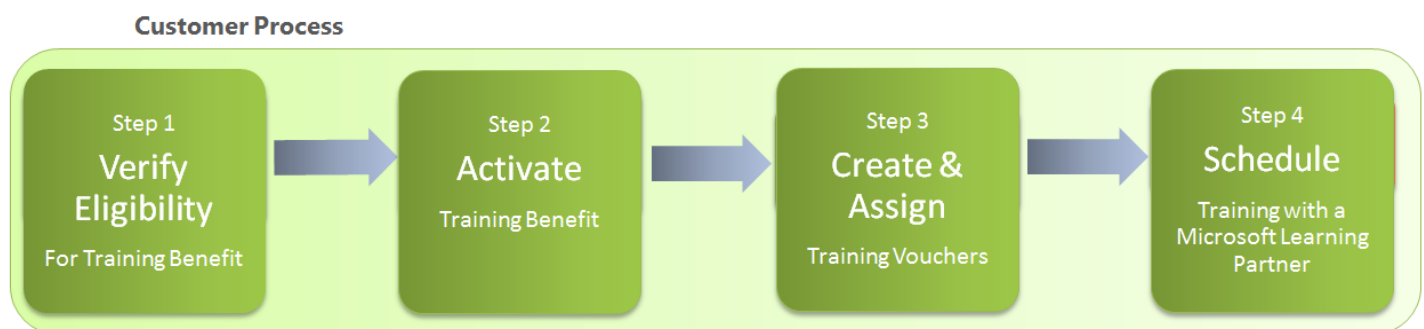 Customer Process
Step 1
Verify
Eligibility
For Training Benefit
Step 2
Activate
Training Benefit
Step 3
Create &
Assign
Training Vouchers
Step 4
Schedule
Training with a
Microsoft Learning
Partner